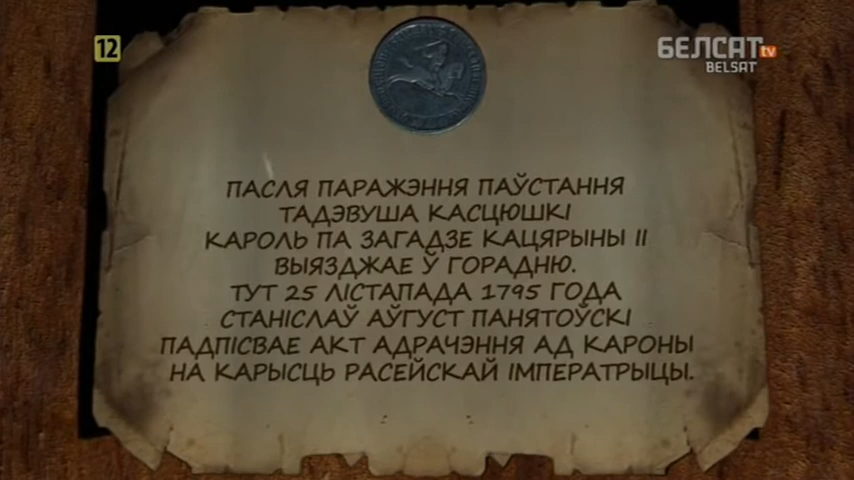 12
БЕЛСАТ tv
BELSAT
ПАСЛЯ ПАРАЖЭННЯ ПАЎСТАННЯ
ТАДЭВУША КАСЦЮШКІ
КАРОЛЬ ПА ЗАГАДЗЕ КАЦЯРЫНЫ II
ВЫЯЗДЖАЕ Ў ГОРАДНЮ.
ТУТ 25 ЛІСТАПАДА 1795 ГОДА
СТАНІСЛАЎ АЎГУСТ ПАНЯТОЎСКІ
ПАДПІСВАЕ АКТ АДРАЧЭННЯ АД КАРОНЫ
НА КАРЫСЦЬ РАСЕЙСКАЙ ІМПЕРАТРЫЦЫ.